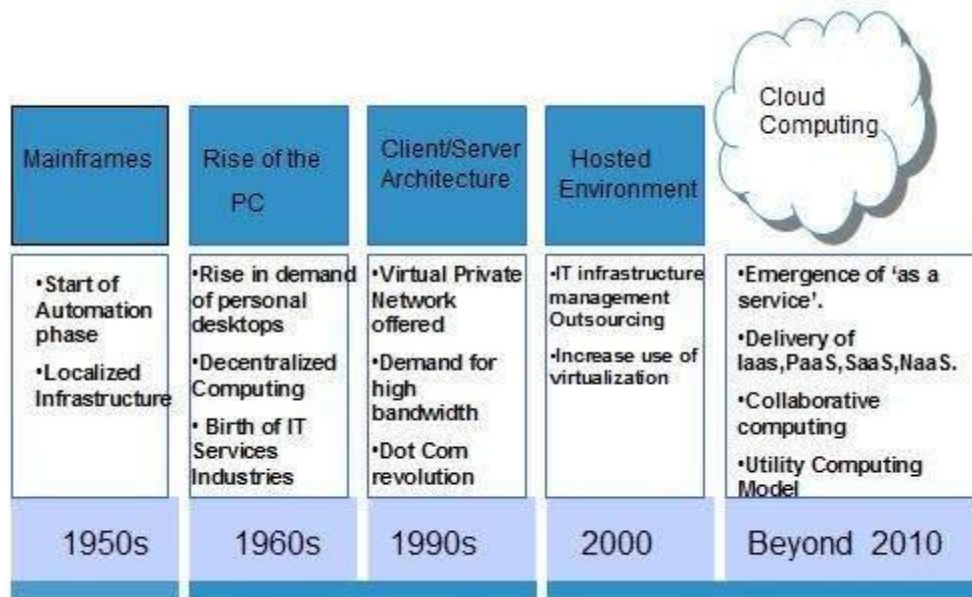 Mainframes
•Start of
Automation
phase
•Localized
Infrastructure
1950s
Rise of the
PC
•Rise in demand
of personal
desktops
•Decentralized
Computing
• Birth of IT
Services
Industries
1960s
Client/Server
Architecture
•Virtual Private
Network
offered
•Demand for
high
bandwidth
•Dot Com
revolution
1990s
Hosted
Environment
•IT infrastructure
management
Outsourcing
•Increase use of
virtualization
2000
Cloud
Computing
•Emergence of ‘as a
service’.
•Delivery of
Iaas,PaaS,SaaS,NaaS.
•Collaborative
computing
•Utility Computing
Model
Beyond 2010